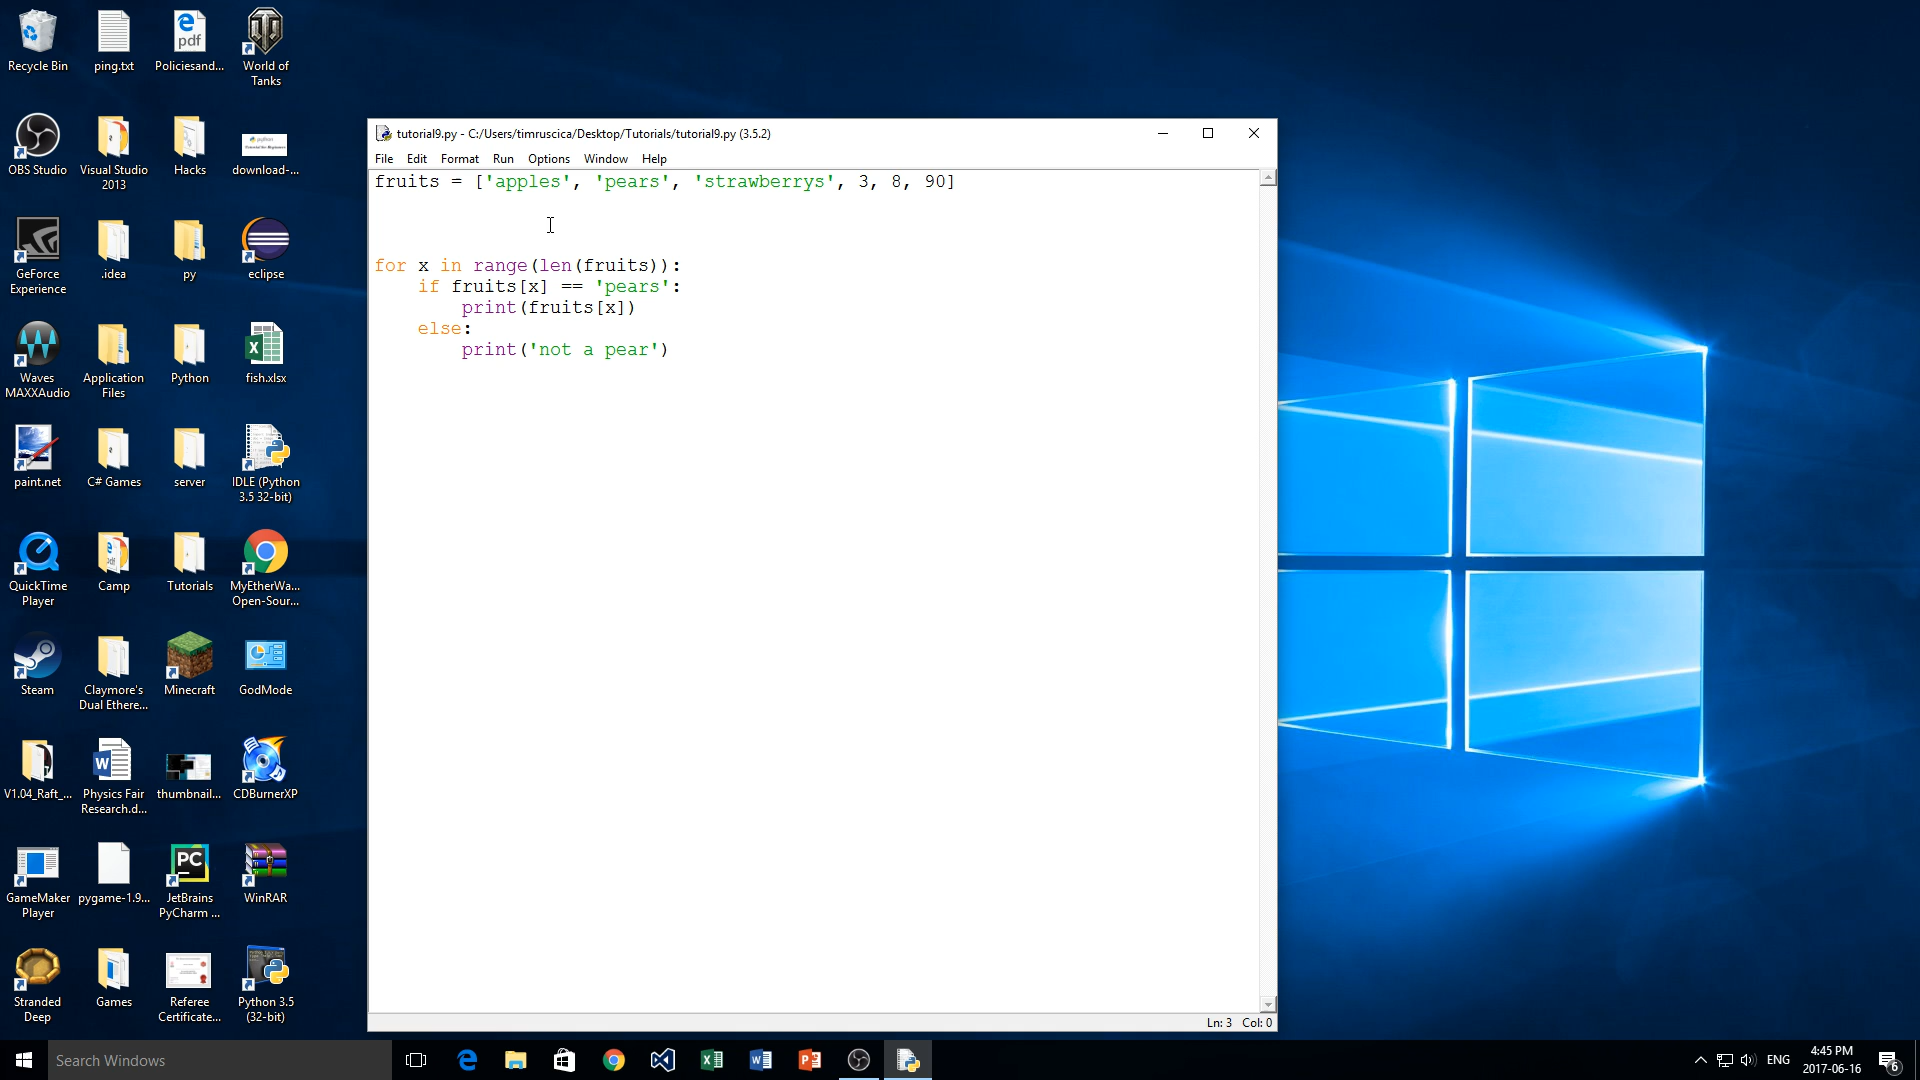 Recycle Bin
ping.txt
Policiesand...
World of
Tanks
OBS Studio
Visual Studio
2013
Hacks
download-...
GeForce
Experience
.idea
py
eclipse
Waves
MAXXAudio
Application
Files
Python
fish.xlsx
paint.net
C# Games
server
IDLE (Python
3.5 32-bit)
QuickTime
Player
Camp
Tutorials
MyEtherWa...
Open-Sour...
Steam
Claymore's
Dual Ethere...
Minecraft
GodMode
V1.04_Raft_...
Physics Fair
Research.d...
thumbnail...
CDBurnerXP
GameMaker
Player
pygame-1.9...
JetBrains
PyCharm ...
WinRAR
Stranded
Deep
Games
Referee
Certificate...
Python 3.5
(32-bit)
tutorial9.py - C:/Users/timruscica/Desktop/Tutorials/tutorial9.py (3.5.2)
File Edit Format Run Options Window Help
fruits = ['apples', 'pears', 'strawberrys', 3, 8, 90]
for x in range(len(fruits)):
    if fruits[x] == 'pears':
        print(fruits[x])
    else:
        print('not a pear')
Ln: 3 Col: 0
Search Windows
ENG
4:45 PM
2017-06-16
6